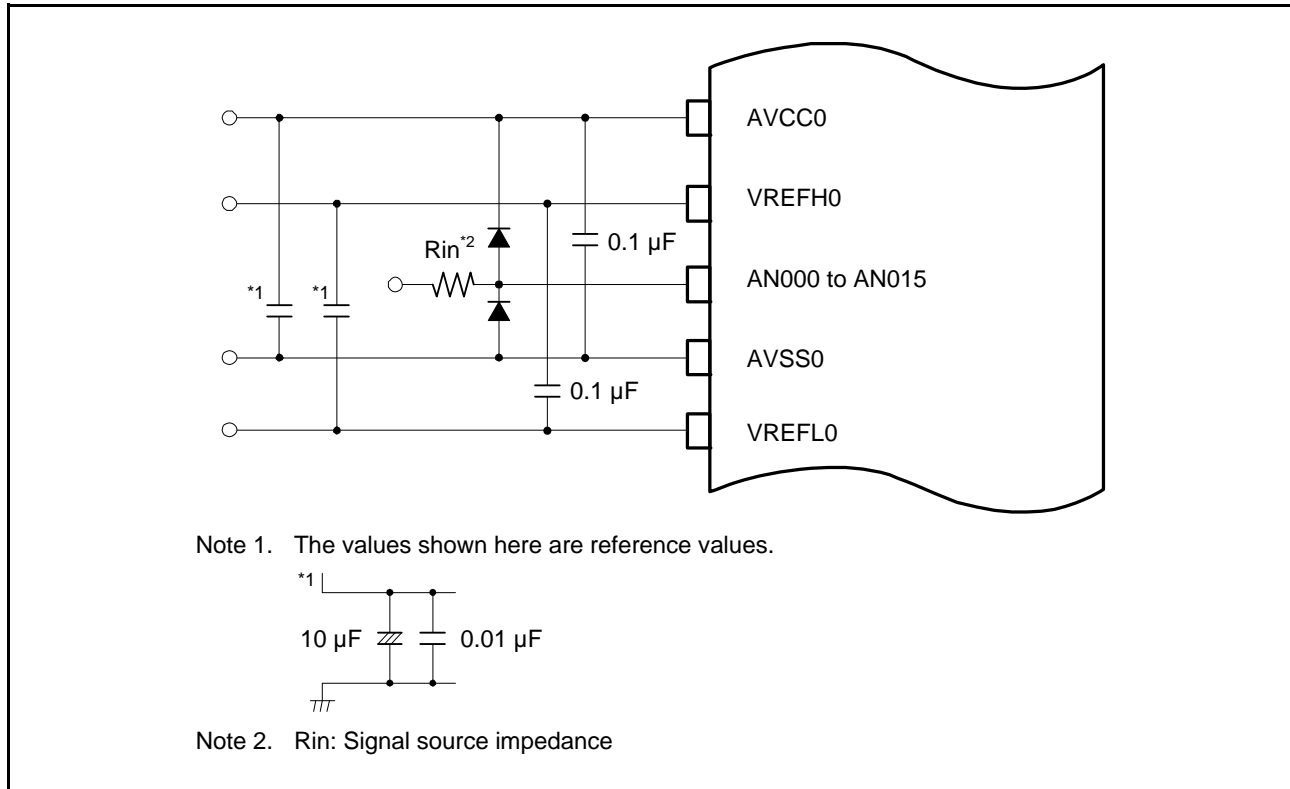 AVCC0
VREFH0
Rin*2
0.1 µF
AN000 to AN015
*1
*1
AVSS0
0.1 µF
VREFL0
Note 1. The values shown here are reference values.
*1
10 µF
0.01 µF
Note 2. Rin: Signal source impedance